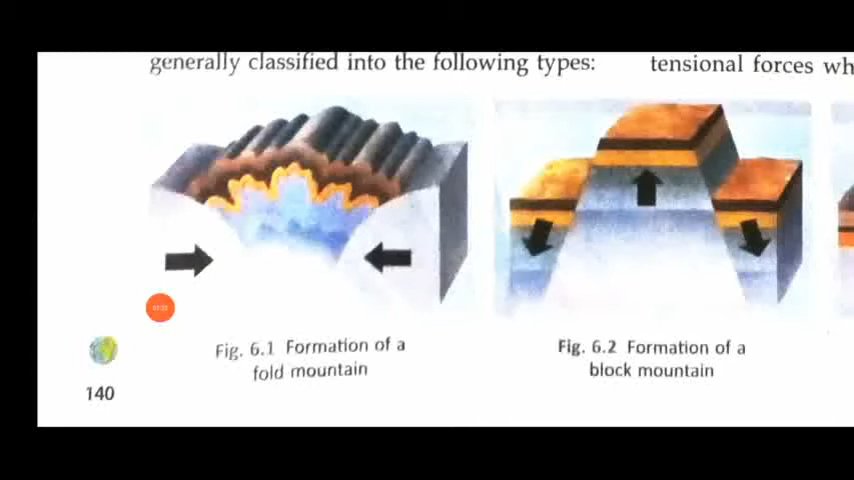 generally classified into the following types:
tensional forces wh
Fig. 6.1 Formation of a
fold mountain
Fig. 6.2 Formation of a
block mountain
140